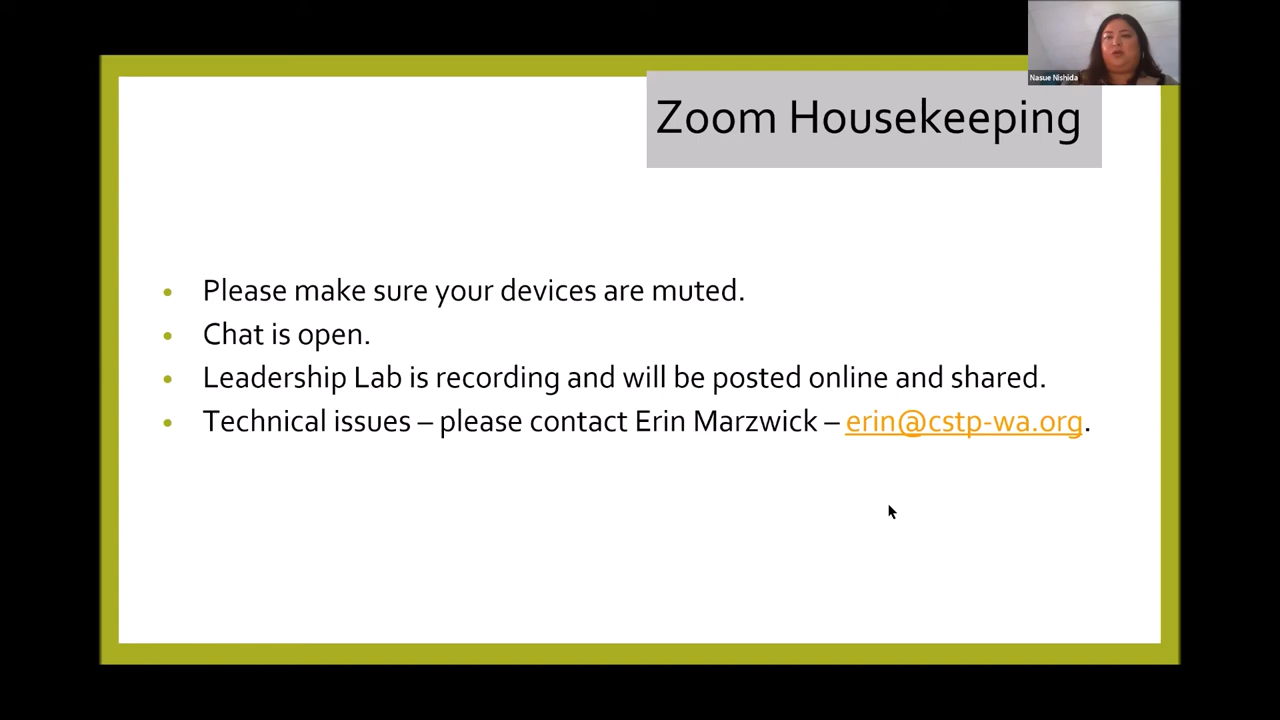 Nasue Nishida
Zoom Housekeeping
• Please make sure your devices are muted.
• Chat is open.
• Leadership Lab is recording and will be posted online and shared.
• Technical issues – please contact Erin Marzwick – erin@cstp-wa.org.